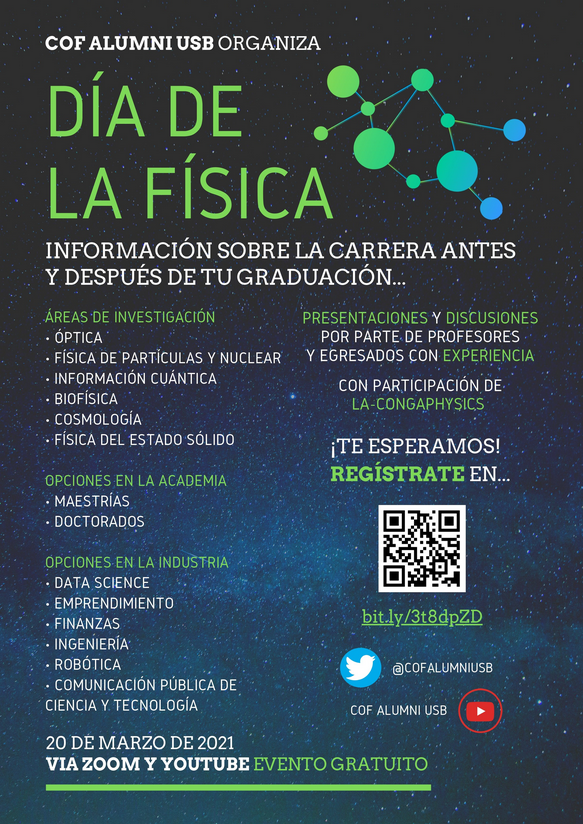 COF ALUMNI USB ORGANIZA
DÍA DE
LA FÍSICA
INFORMACIÓN SOBRE LA CARRERA ANTES
Y DESPUÉS DE TU GRADUACIÓN...
ÁREAS DE INVESTIGACIÓN
• ÓPTICA
• FÍSICA DE PARTÍCULAS Y NUCLEAR
• INFORMACIÓN CUÁNTICA
• BIOFÍSICA
• COSMOLOGÍA
• FÍSICA DEL ESTADO SÓLIDO
OPCIONES EN LA ACADEMIA
• MAESTRÍAS
• DOCTORADOS
OPCIONES EN LA INDUSTRIA
• DATA SCIENCE
• EMPRENDIMIENTO
• FINANZAS
• INGENIERÍA
• ROBÓTICA
• COMUNICACIÓN PÚBLICA DE
CIENCIA Y TECNOLOGÍA
PRESENTACIONES Y DISCUSIONES
POR PARTE DE PROFESORES
Y EGRESADOS CON EXPERIENCIA
CON PARTICIPACIÓN DE
LA-CONGAPHYSICS
¡TE ESPERAMOS!
REGÍSTRATE EN...
bit.ly/3t8dpZD
@COFALUMNIUSB
COF ALUMNI USB
20 DE MARZO DE 2021
VIA ZOOM Y YOUTUBE EVENTO GRATUITO